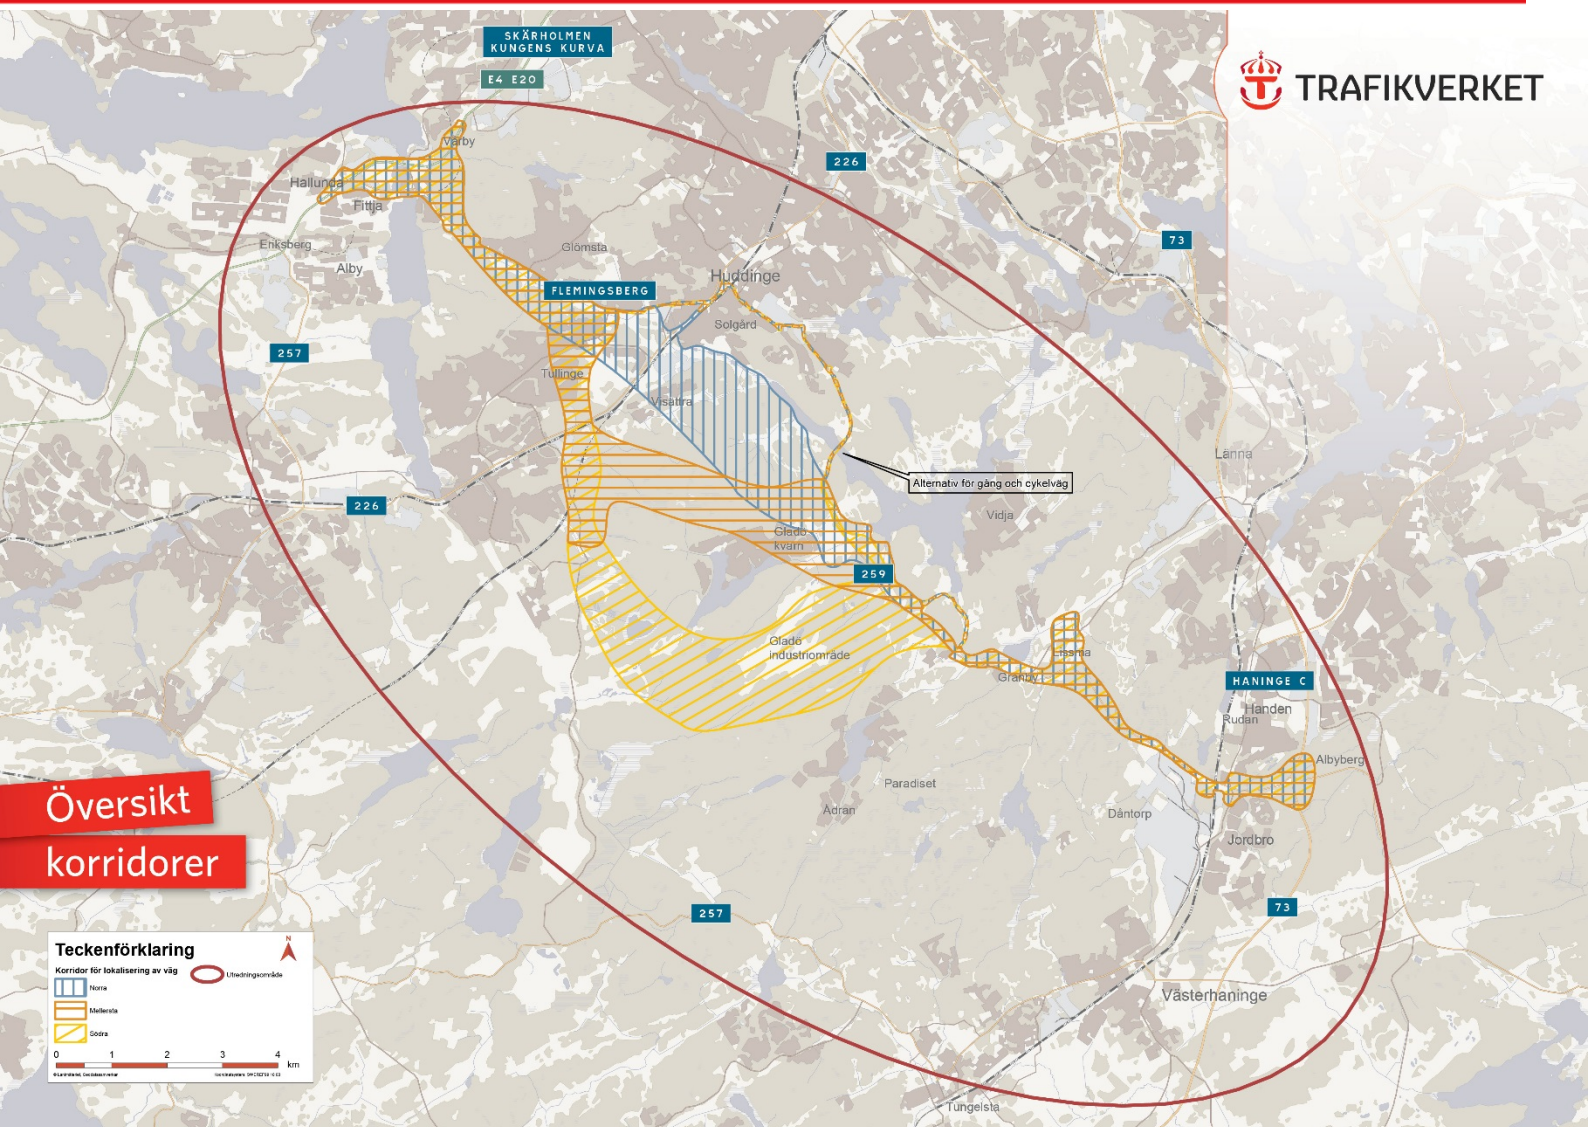 SKÄRHOLMEN
KUNGENS KURVA
E4 E20
TRAFIKVERKET
Vårby
226
Hallunda
Fittja
73
Eriksberg
Glömsta
Alby
Huddinge
FLEMINGSBERG
Solgård
257
Tullinge
Visättra
Länna
Alternativ för gång och cykelväg
226
Vidja
Gladö
kvarn
259
Gladö
industriområde
Lissma
Granby
HANINGE C
Handen
Rudan
Albyberg
Paradiset
Ådran
Dåntorp
Jordbro
Översikt
korridorer
257
73
Västerhaninge
Tungelsta
Teckenförklaring
N
Korridor för lokalisering av väg
Utredningsområde
Norra
Mellersta
Södra
0 1 2 3 4
km